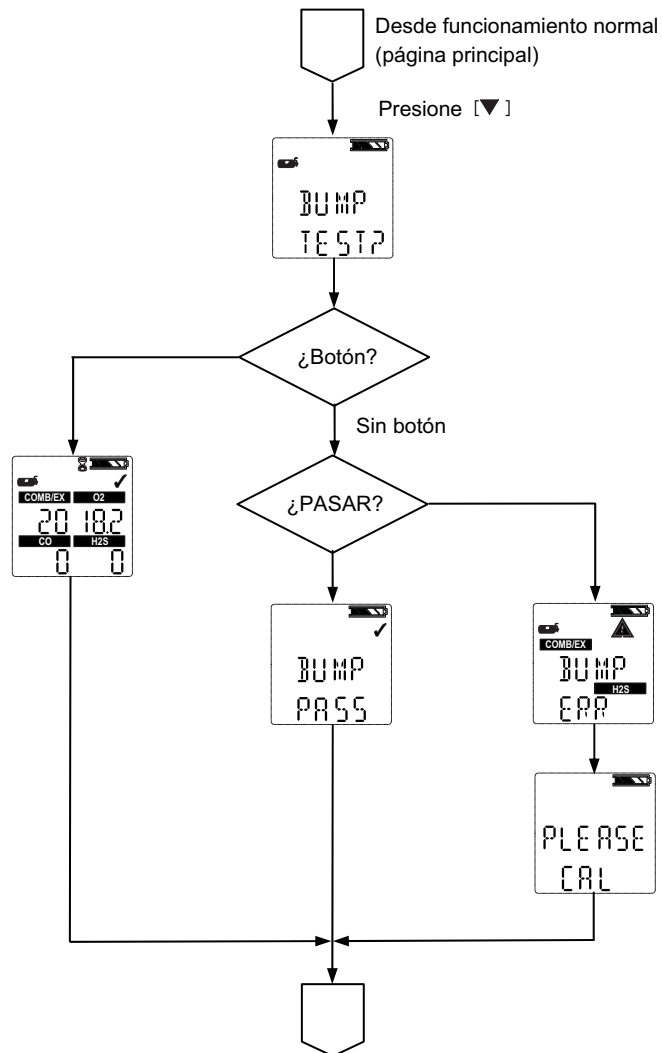 Desde funcionamiento normal
(página principal)
Presione [▼]
BUMP
TEST?
¿Botón?
Sin botón
COMB/EX O2
20 18.2
CO H2S
0 0
¿PASAR?
BUMP
PASS
COMB/EX
BUMP
H2S
ERR
PLEASE
CAL